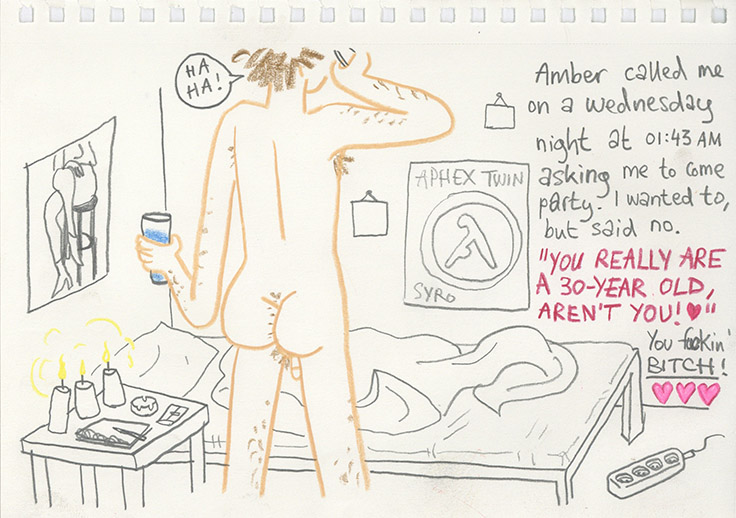 HA
HA!
Amber called me
on a wednesday
night at 01:43 AM
asking me to come
party. I wanted to,
but said no.
"YOU REALLY ARE
A 30-YEAR OLD,
AREN'T YOU!♥"
You fuckin'
BITCH!
♥♥♥
APHEX TWIN
SYRO